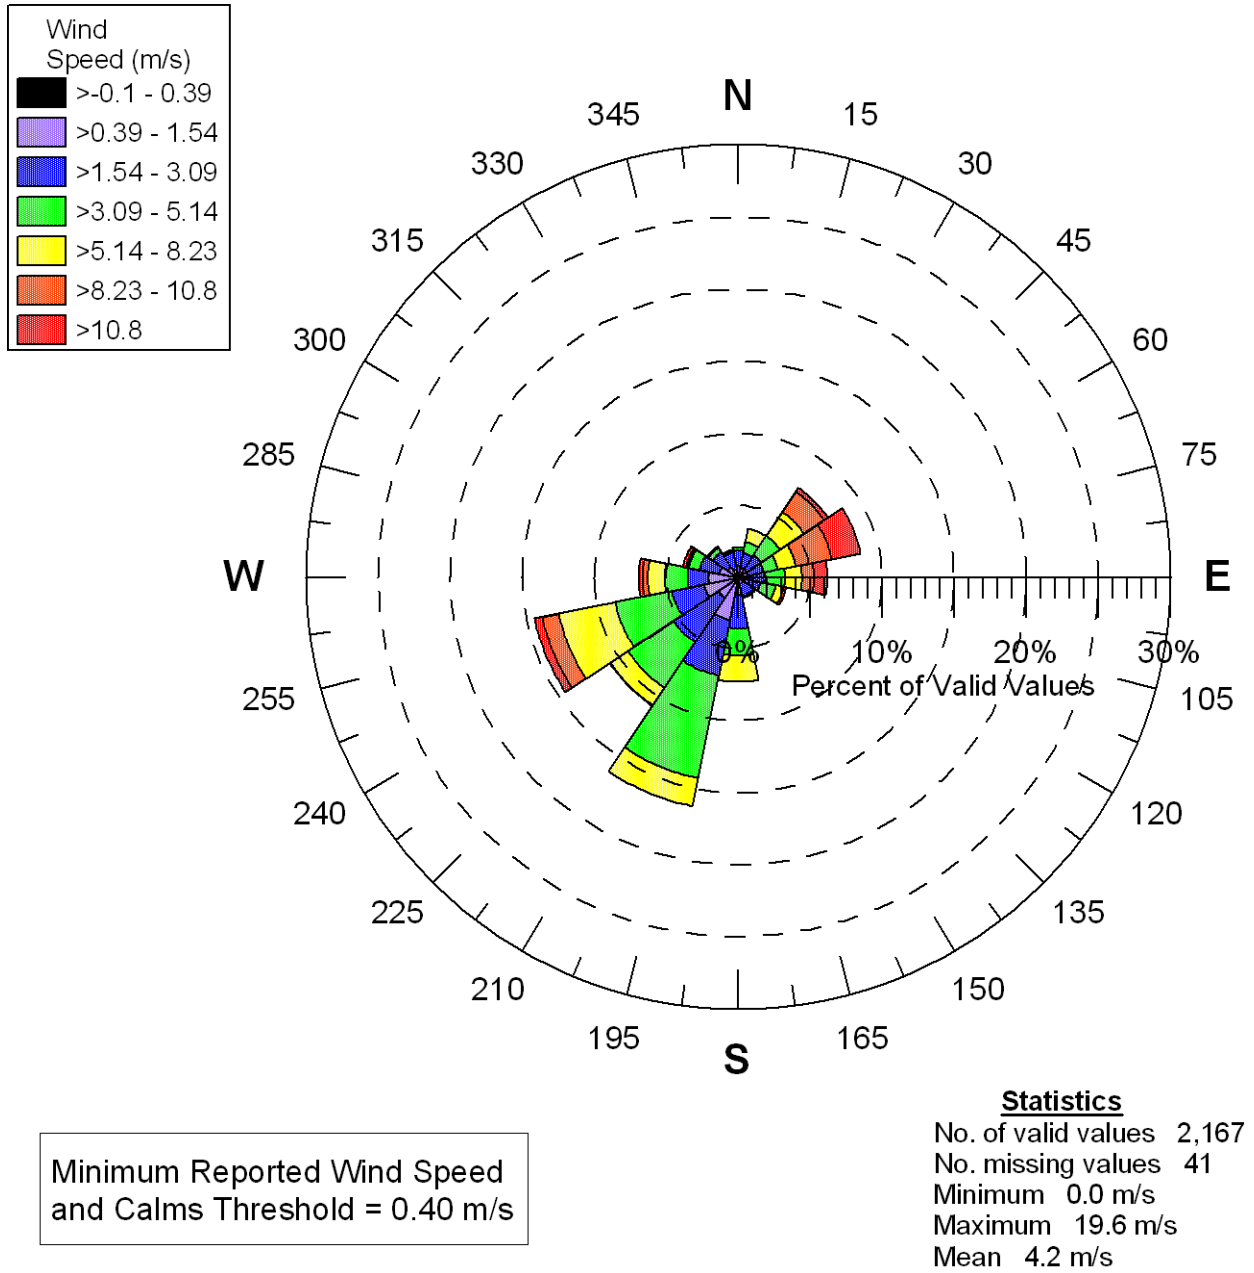 Wind
Speed (m/s)
>-0.1 - 0.39
>0.39 - 1.54
>1.54 - 3.09
>3.09 - 5.14
>5.14 - 8.23
>8.23 - 10.8
>10.8
N
15
30
45
60
75
E
105
120
135
150
165
S
195
210
225
240
255
W
285
300
315
330
345
0% 10% 20% 30%
Percent of Valid Values
Minimum Reported Wind Speed
and Calms Threshold = 0.40 m/s
Statistics
No. of valid values 2,167
No. missing values 41
Minimum 0.0 m/s
Maximum 19.6 m/s
Mean 4.2 m/s